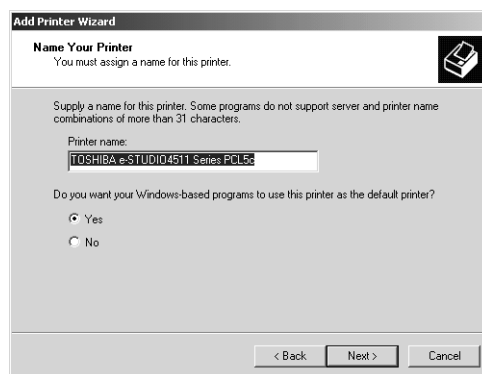 Add Printer Wizard
Name Your Printer
You must assign a name for this printer.
Supply a name for this printer. Some programs do not support server and printer name
combinations of more than 31 characters.
Printer name:
TOSHIBA e-STUDIO4511 Series PCL5c
Do you want your Windows-based programs to use this printer as the default printer?
Yes
No
< Back
Next >
Cancel